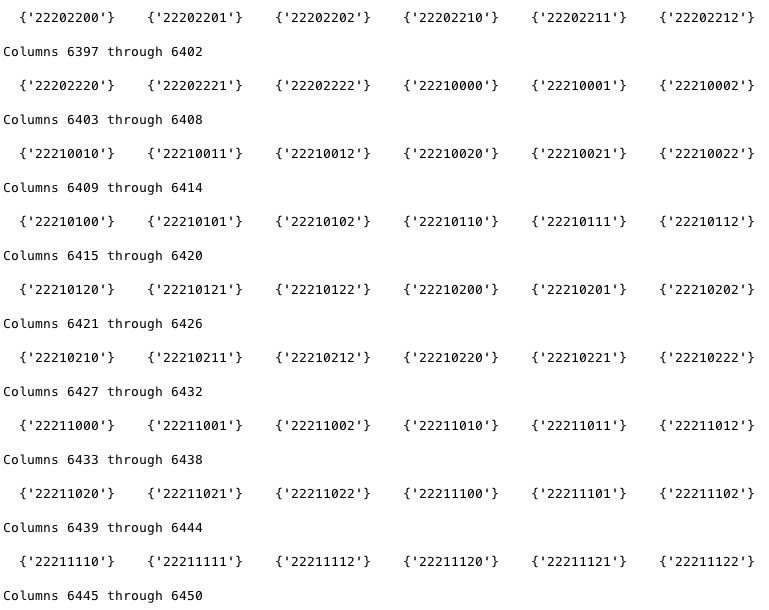 {'22202200'}    {'22202201'}    {'22202202'}    {'22202210'}    {'22202211'}    {'22202212'}
Columns 6397 through 6402
{'22202220'}    {'22202221'}    {'22202222'}    {'22210000'}    {'22210001'}    {'22210002'}
Columns 6403 through 6408
{'22210010'}    {'22210011'}    {'22210012'}    {'22210020'}    {'22210021'}    {'22210022'}
Columns 6409 through 6414
{'22210100'}    {'22210101'}    {'22210102'}    {'22210110'}    {'22210111'}    {'22210112'}
Columns 6415 through 6420
{'22210120'}    {'22210121'}    {'22210122'}    {'22210200'}    {'22210201'}    {'22210202'}
Columns 6421 through 6426
{'22210210'}    {'22210211'}    {'22210212'}    {'22210220'}    {'22210221'}    {'22210222'}
Columns 6427 through 6432
{'22211000'}    {'22211001'}    {'22211002'}    {'22211010'}    {'22211011'}    {'22211012'}
Columns 6433 through 6438
{'22211020'}    {'22211021'}    {'22211022'}    {'22211100'}    {'22211101'}    {'22211102'}
Columns 6439 through 6444
{'22211110'}    {'22211111'}    {'22211112'}    {'22211120'}    {'22211121'}    {'22211122'}
Columns 6445 through 6450